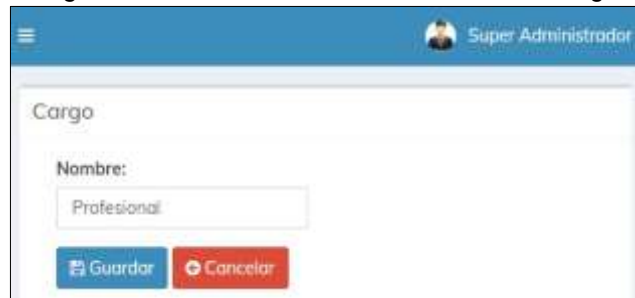 Super Administrador
Cargo
Nombre:
Profesional
Guardar
Cancelar